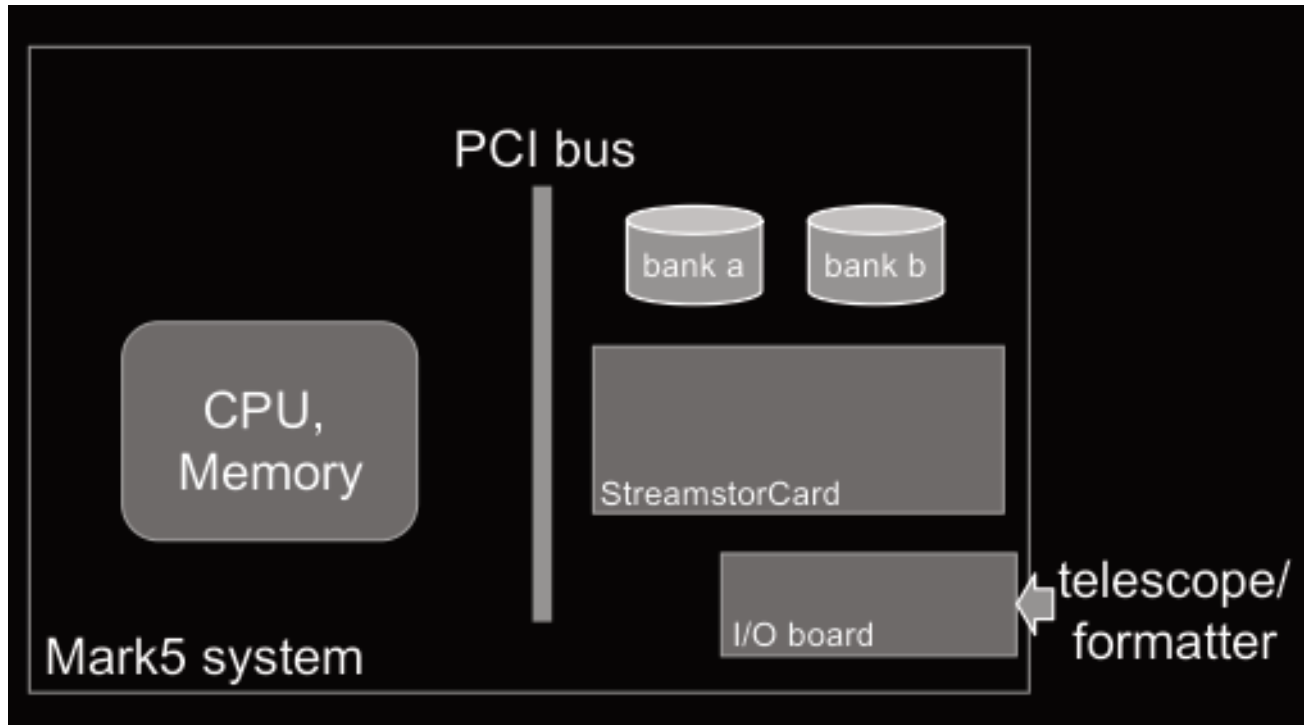 PCI bus
bank a
bank b
CPU,
Memory
StreamstorCard
telescope/
formatter
I/O board
Mark5 system